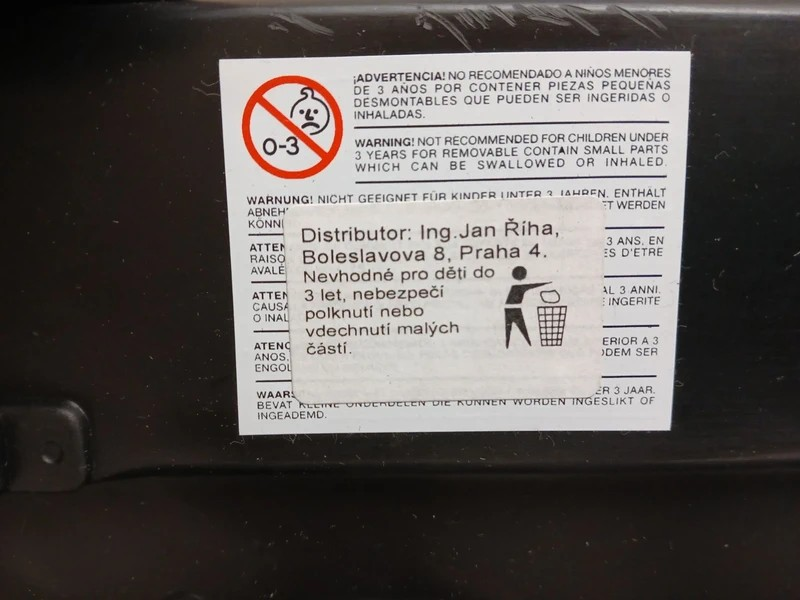 ¡ADVERTENCIA! NO RECOMENDADO A NIÑOS MENORES
DE 3 AÑOS POR CONTENER PIEZAS PEQUEÑAS
DESMONTABLES QUE PUEDEN SER INGERIDAS O
INHALADAS.
0-3
WARNING! NOT RECOMMENDED FOR CHILDREN UNDER
3 YEARS FOR REMOVABLE CONTAIN SMALL PARTS
WHICH CAN BE SWALLOWED OR INHALED.
WARNUNG! NICHT GEEIGNET FÜR KINDER UNTER 3 JAHREN. ENTHÄLT
WERDEN
Distributor: Ing.Jan Říha,
Boleslavova 8, Praha 4.
Nevhodné pro děti do
3 let, nebezpečí
polknutí nebo
vdechnutí malých
částí.
3 ANS, EN
D'ETRE
3 ANNI.
INGERITE
O
A 3
ANOS,
SER
3 JAAR.
BEVAT KLEINE ONDERDELEN DIE KUNNEN WORDEN INGESLIKT OF
INGEADEMD.